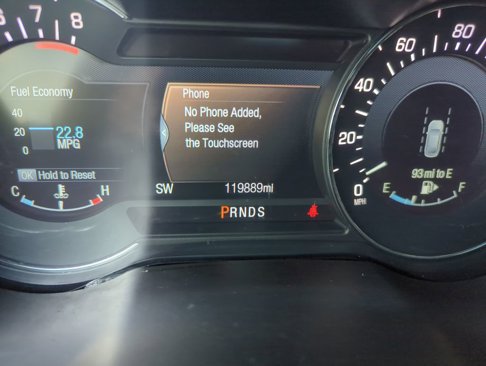 6 7 8
Fuel Economy
40
20
0
22.8
MPG
OK Hold to Reset
C H
Phone
No Phone Added,
Please See
the Touchscreen
SW 119889mi
PRNDS
80
60
40
20
0
MPH
93 mi to E
E F